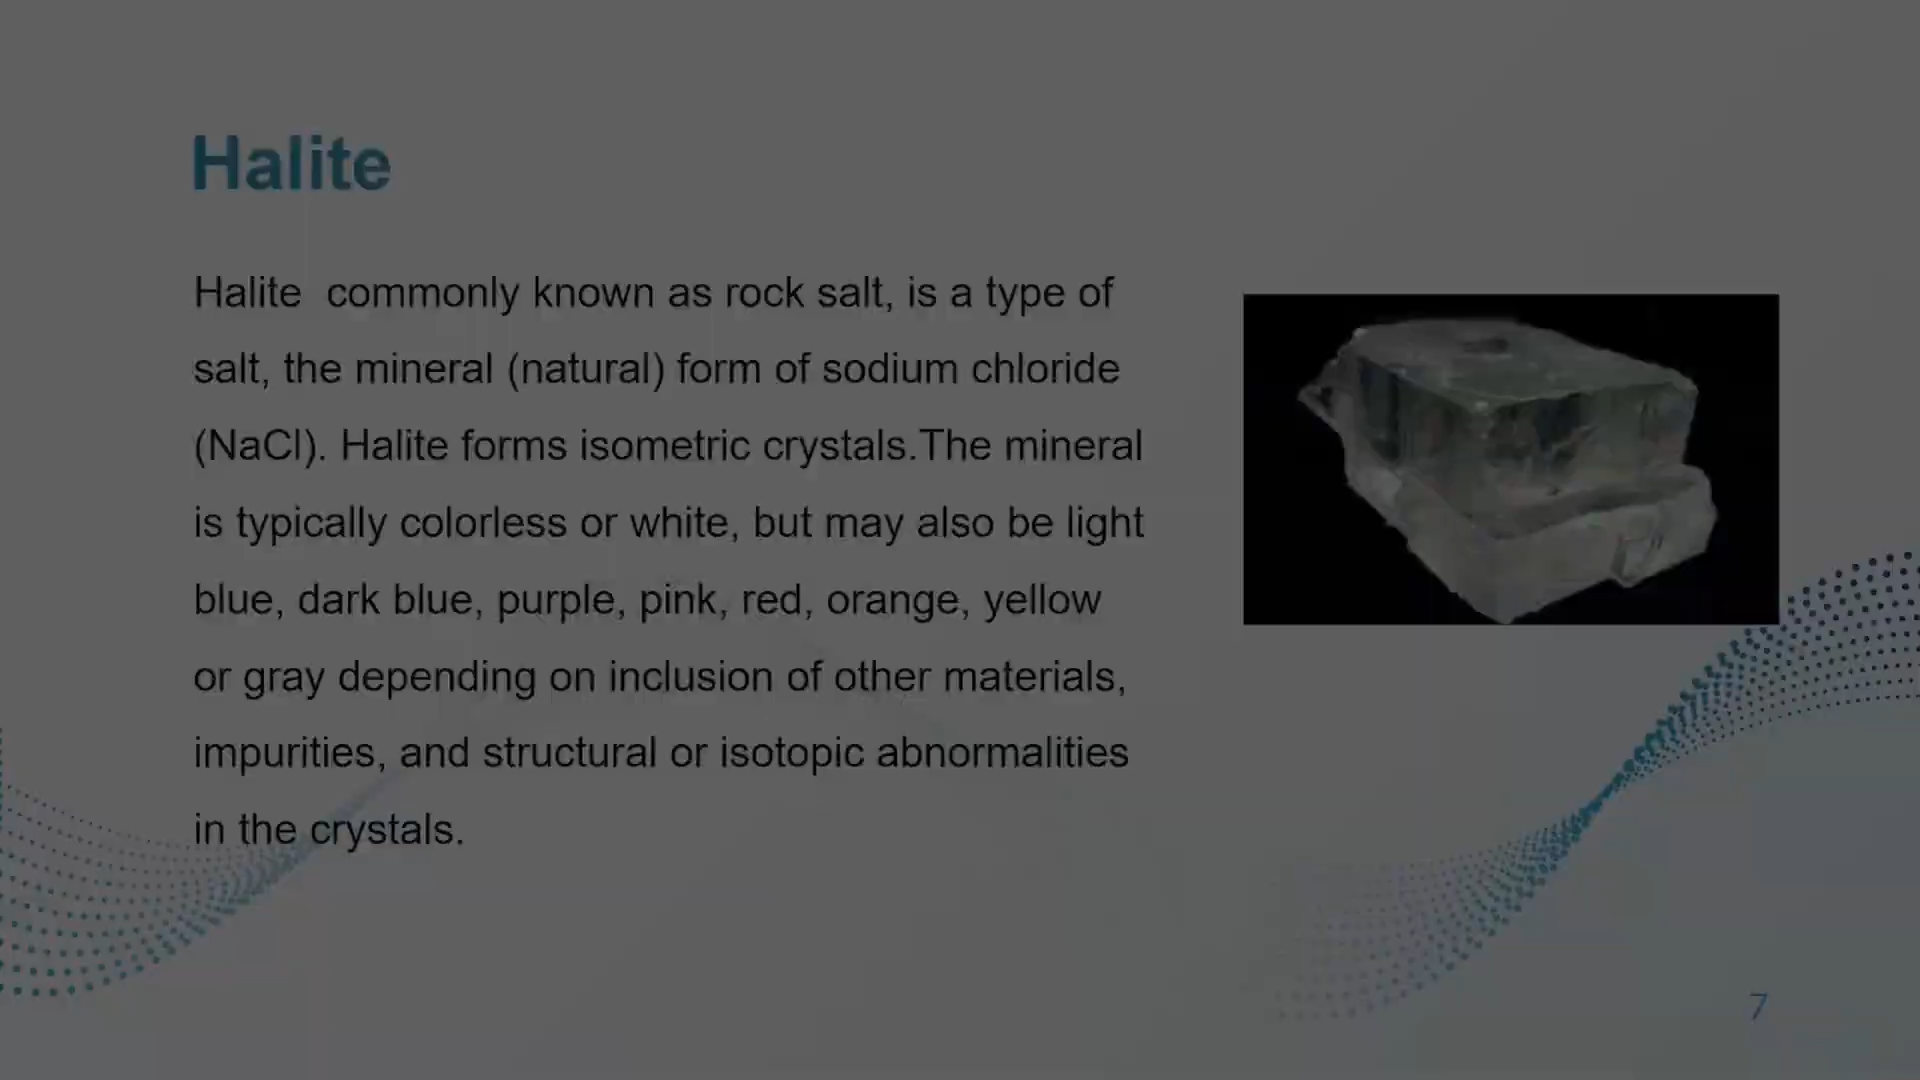 Halite
Halite  commonly known as rock salt, is a type of
salt, the mineral (natural) form of sodium chloride
(NaCl). Halite forms isometric crystals.The mineral
is typically colorless or white, but may also be light
blue, dark blue, purple, pink, red, orange, yellow
or gray depending on inclusion of other materials,
impurities, and structural or isotopic abnormalities
in the crystals.
7